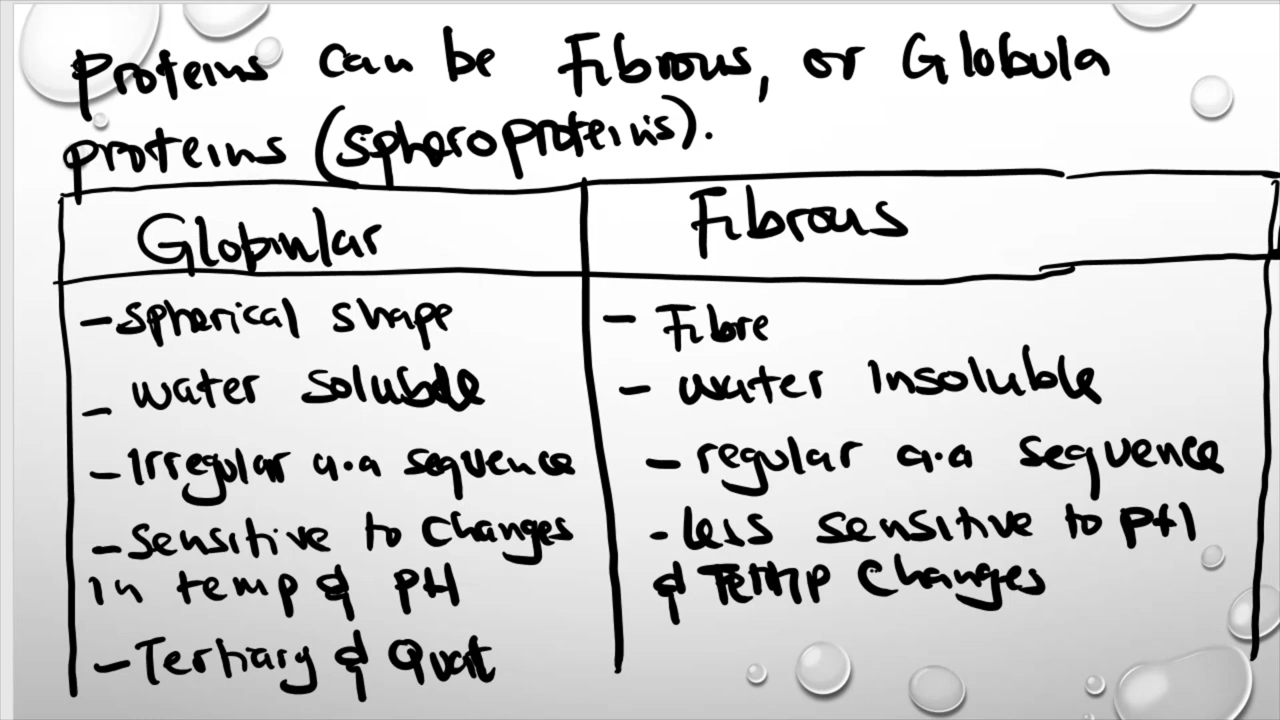 Proteins can be Fibrous, or Globula
proteins (spheroproteins).
Globular
Fibrous
- spherical shape
- water soluble
- Irregular a.a sequence
- Sensitive to changes
in temp & PH
- Tertiary & Quat
- Fibre
- water insoluble
- regular a.a sequence
- less sensitive to PH
& Temp changes